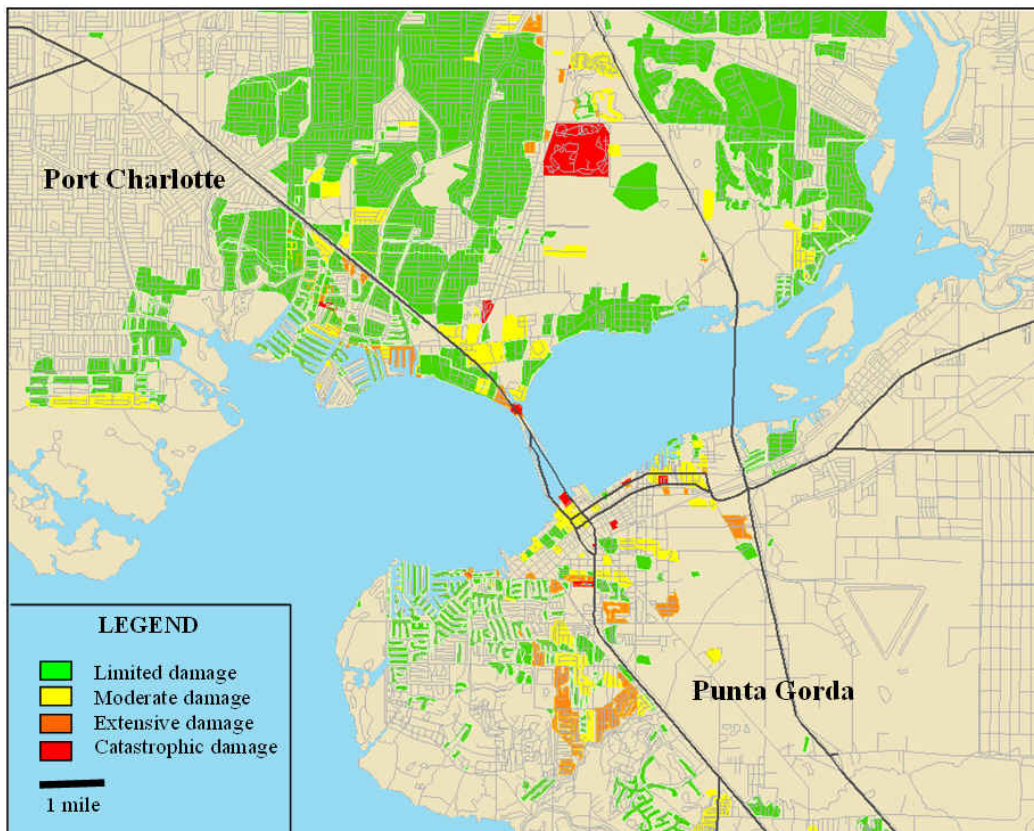 Port Charlotte
Punta Gorda
LEGEND
Limited damage
Moderate damage
Extensive damage
Catastrophic damage
1 mile